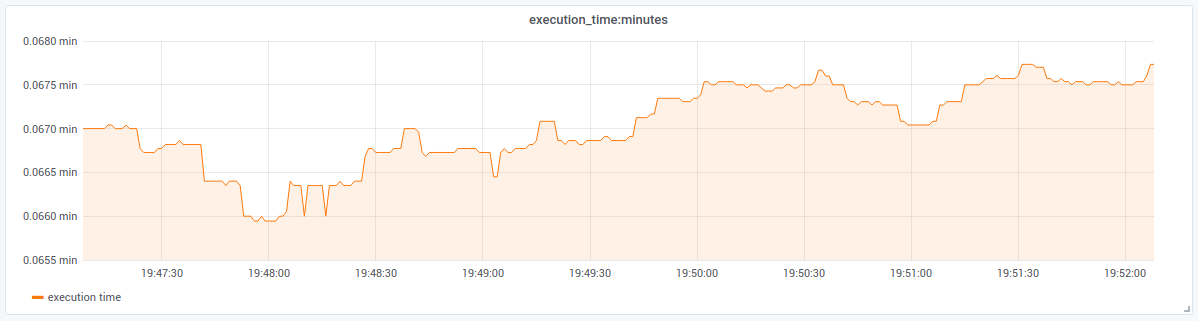 execution_time:minutes
0.0680 min
0.0675 min
0.0670 min
0.0665 min
0.0660 min
0.0655 min
19:47:30 19:48:00 19:48:30 19:49:00 19:49:30 19:50:00 19:50:30 19:51:00 19:51:30 19:52:00
execution time